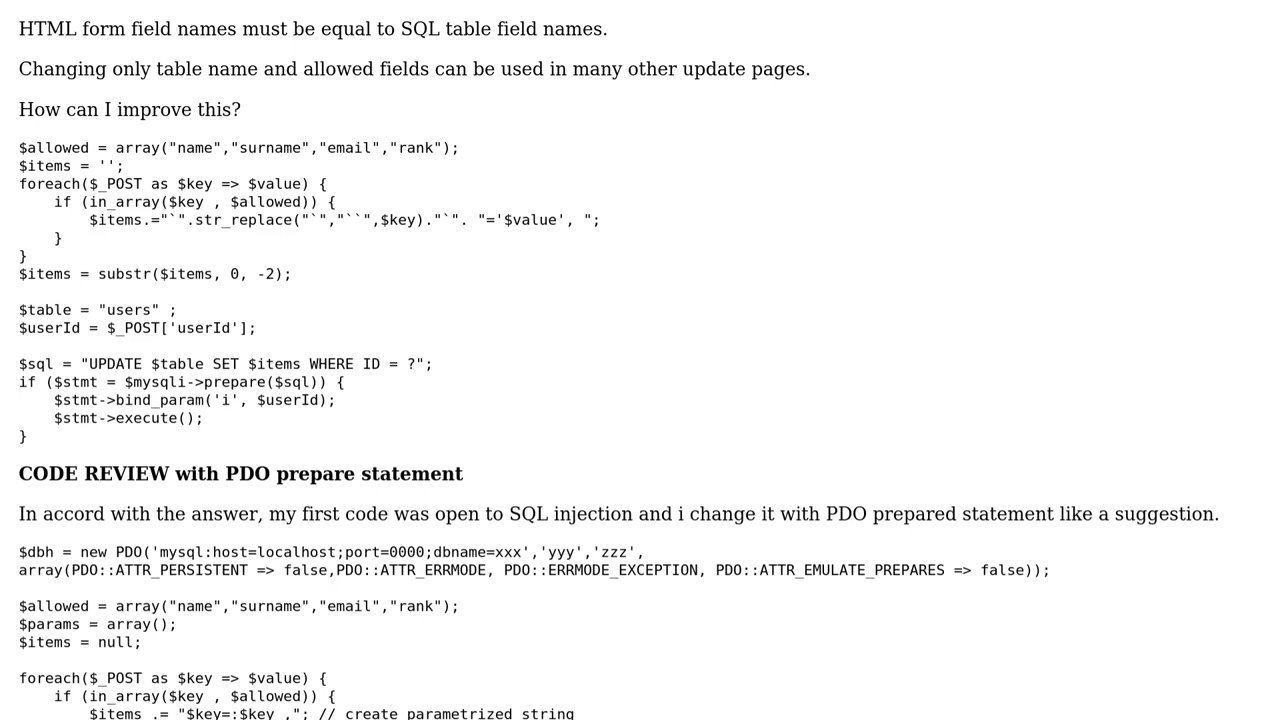 HTML form field names must be equal to SQL table field names.
Changing only table name and allowed fields can be used in many other update pages.
How can I improve this?
$allowed = array("name","surname","email","rank");
$items = '';
foreach($_POST as $key => $value) {
    if (in_array($key , $allowed)) {
        $items.="`".str_replace("`","``",$key)."`". "='$value', ";
    }
}
$items = substr($items, 0, -2);
$table = "users" ;
$userId = $_POST['userId'];
$sql = "UPDATE $table SET $items WHERE ID = ?";
if ($stmt = $mysqli->prepare($sql)) {
    $stmt->bind_param('i', $userId);
    $stmt->execute();
}
CODE REVIEW with PDO prepare statement
In accord with the answer, my first code was open to SQL injection and i change it with PDO prepared statement like a suggestion.
$dbh = new PDO('mysql:host=localhost;port=0000;dbname=xxx','yyy','zzz',
array(PDO::ATTR_PERSISTENT => false,PDO::ATTR_ERRMODE, PDO::ERRMODE_EXCEPTION, PDO::ATTR_EMULATE_PREPARES => false));
$allowed = array("name","surname","email","rank");
$params = array();
$items = null;
foreach($_POST as $key => $value) {
    if (in_array($key , $allowed)) {
        $items .= "$key=:$key ,"; // create parametrized string